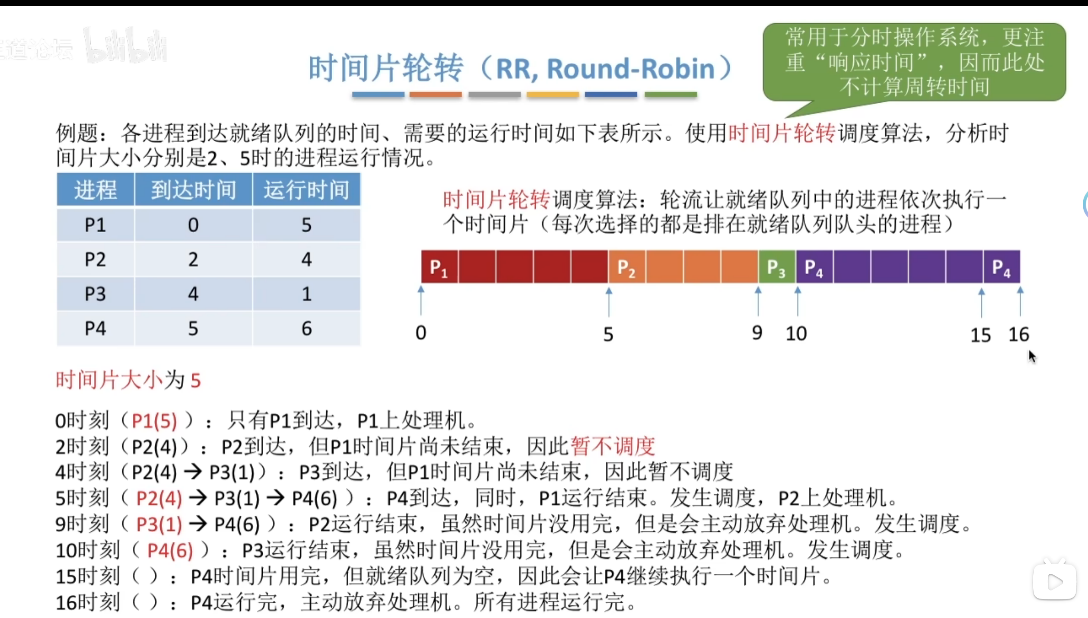 bilibili
常用于分时操作系统，更注
重“响应时间”，因而此处
不计算周转时间
时间片轮转（RR, Round-Robin）
例题：各进程到达就绪队列的时间、需要的运行时间如下表所示。使用时间片轮转调度算法，分析时
间片大小分别是2、5时的进程运行情况。
进程 到达时间 运行时间
P1 0 5
P2 2 4
P3 4 1
P4 5 6
时间片轮转调度算法：轮流让就绪队列中的进程依次执行一
个时间片（每次选择的都是排在就绪队列队头的进程）
P1 P2 P3 P4 P4
0 5 9 10 15 16
时间片大小为 5
0时刻（P1(5) ）：只有P1到达，P1上处理机。
2时刻（P2(4)）：P2到达，但P1时间片尚未结束，因此暂不调度
4时刻（P2(4) → P3(1)）：P3到达，但P1时间片尚未结束，因此暂不调度
5时刻（ P2(4) → P3(1) → P4(6) ）：P4到达，同时，P1运行结束。发生调度，P2上处理机。
9时刻（ P3(1) → P4(6) ）：P2运行结束，虽然时间片没用完，但是会主动放弃处理机。发生调度。
10时刻（ P4(6) ）：P3运行结束，虽然时间片没用完，但是会主动放弃处理机。发生调度。
15时刻（ ）：P4时间片用完，但就绪队列为空，因此会让P4继续执行一个时间片。
16时刻（ ）：P4运行完，主动放弃处理机。所有进程运行完。